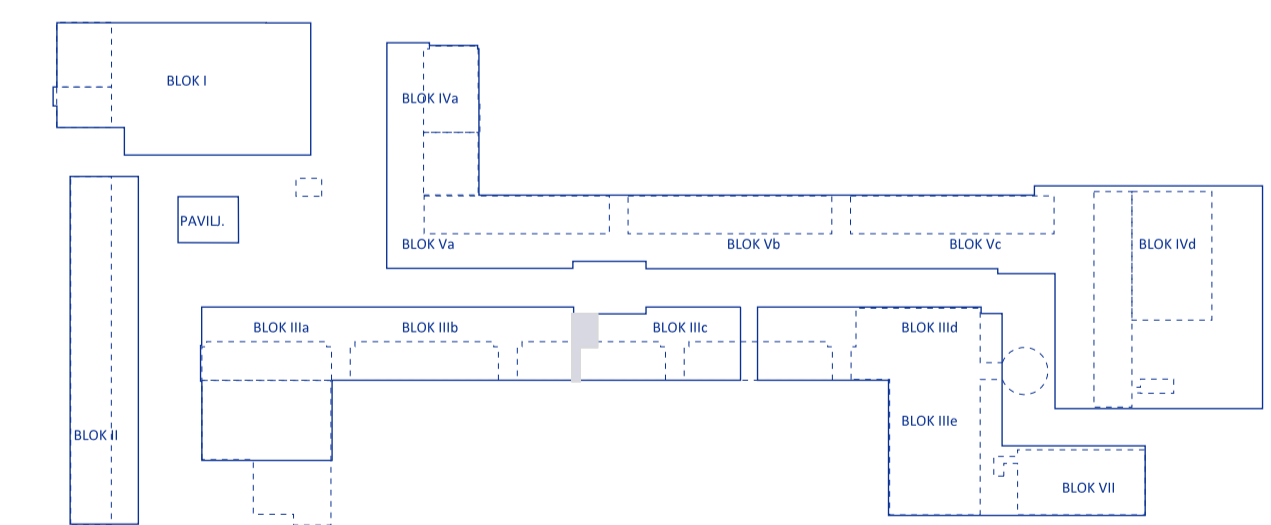 BLOK I
BLOK IVa
PAVILJ.
BLOK Va
BLOK Vb
BLOK Vc
BLOK IVd
BLOK IIIa
BLOK IIIb
BLOK IIIc
BLOK IIId
BLOK II
BLOK IIIe
BLOK VII